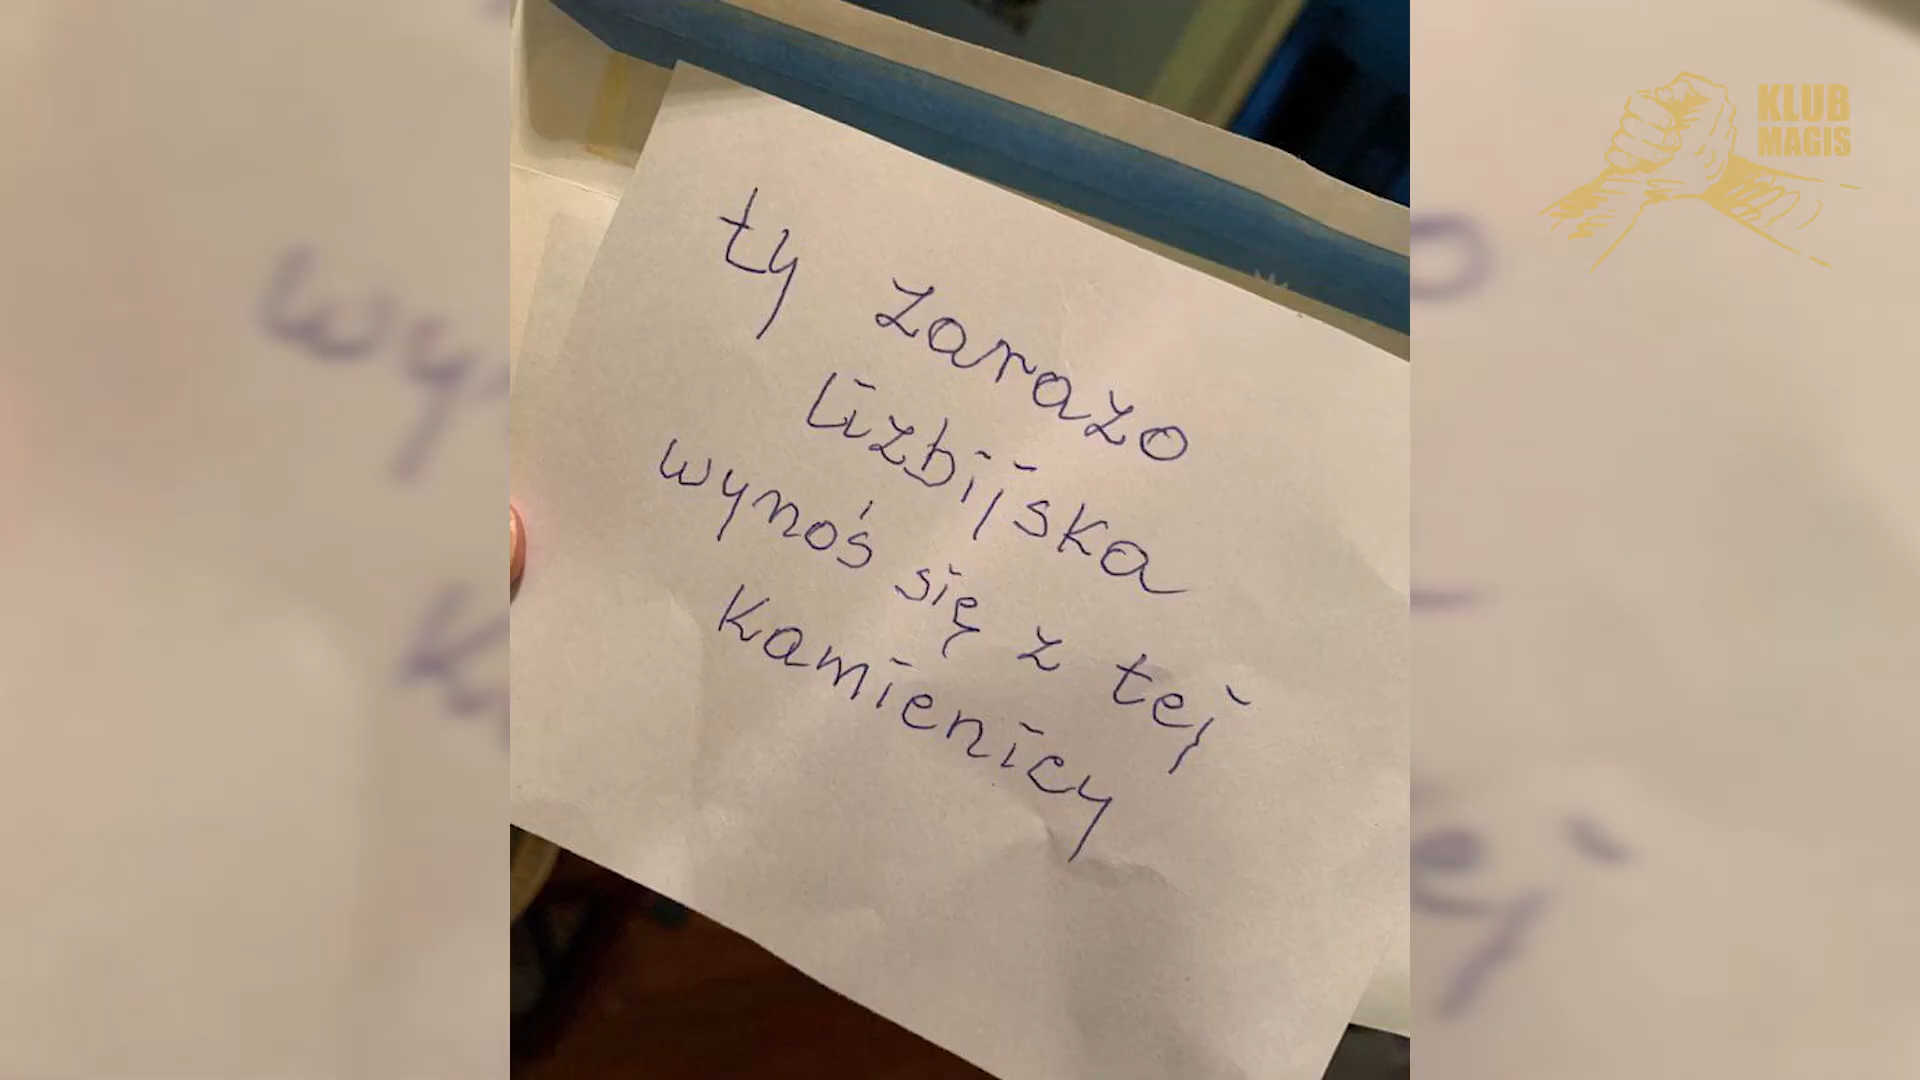 KLUB
MAGIS
ty zarazo
lizbijska
wynoś się z tej
kamienicy